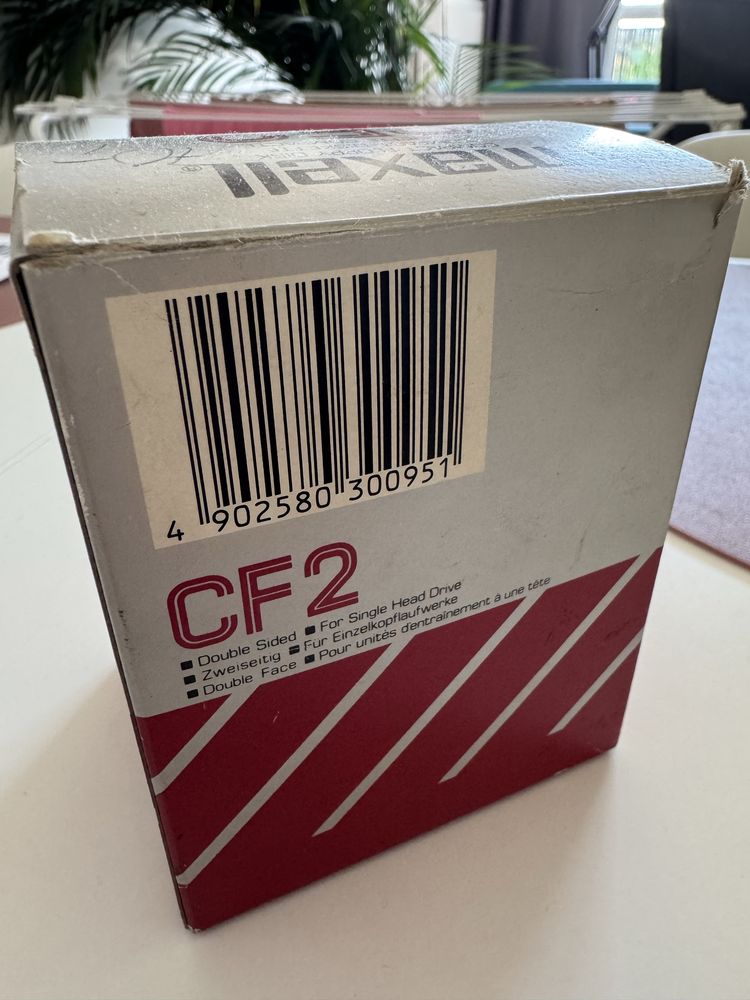 maxell®
4 902580 300951
CF2
■ Double Sided ■ For Single Head Drive
■ Zweiseitig ■ Für Einzelkopflaufwerke
■ Double Face ■ Pour unités d'entraînement à une tête